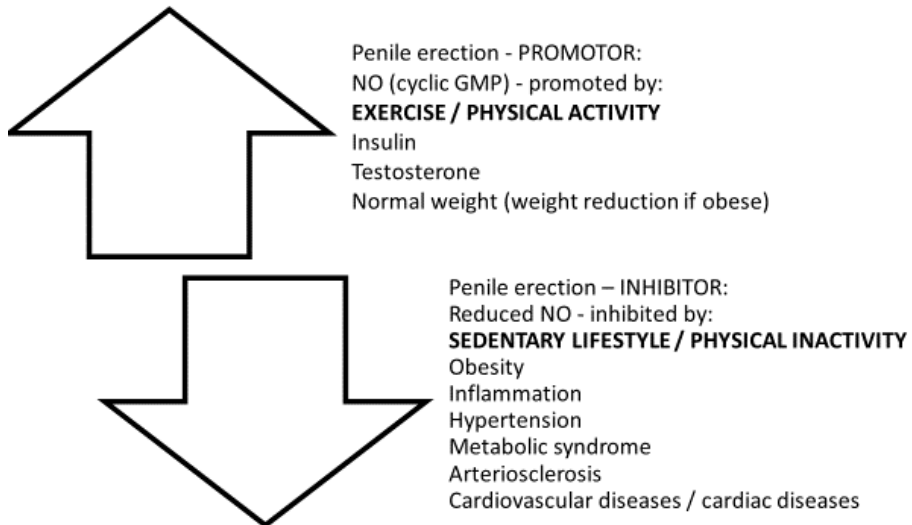 Penile erection - PROMOTOR:
NO (cyclic GMP) - promoted by:
EXERCISE / PHYSICAL ACTIVITY
Insulin
Testosterone
Normal weight (weight reduction if obese)
Penile erection – INHIBITOR:
Reduced NO - inhibited by:
SEDENTARY LIFESTYLE / PHYSICAL INACTIVITY
Obesity
Inflammation
Hypertension
Metabolic syndrome
Arteriosclerosis
Cardiovascular diseases / cardiac diseases